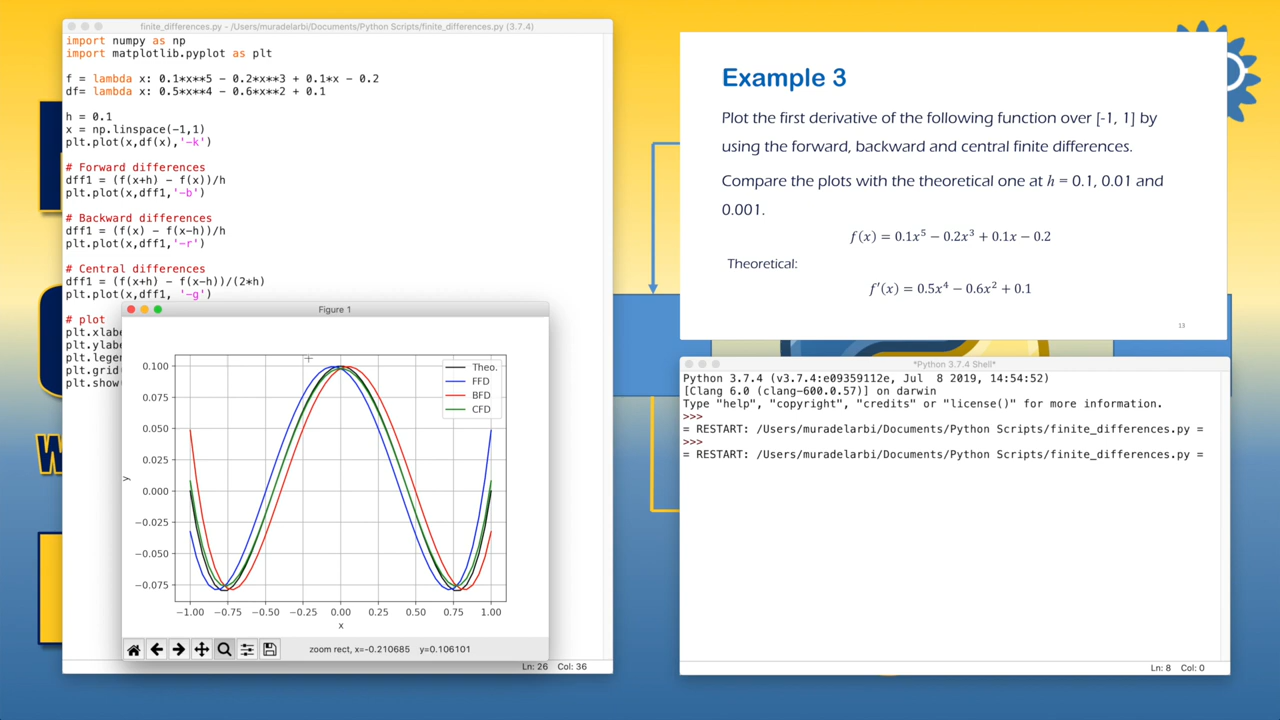 finite_differences.py - /Users/muradelarbi/Documents/Python Scripts/finite_differences.py (3.7.4)
import numpy as np
import matplotlib.pyplot as plt
f = lambda x: 0.1*x**5 - 0.2*x**3 + 0.1*x - 0.2
df= lambda x: 0.5*x**4 - 0.6*x**2 + 0.1
h = 0.1
x = np.linspace(-1,1)
plt.plot(x,df(x),'-k')
# Forward differences
dff1 = (f(x+h) - f(x))/h
plt.plot(x,dff1,'-b')
# Backward differences
dff1 = (f(x) - f(x-h))/h
plt.plot(x,dff1,'-r')
# Central differences
dff1 = (f(x+h) - f(x-h))/(2*h)
plt.plot(x,dff1, '-g')
# plot
plt.xlabe
plt.ylabe
plt.legen
plt.grid
plt.show(
Figure 1
0.100
0.075
0.050
0.025
0.000
−0.025
−0.050
−0.075
y
Theo.
FFD
BFD
CFD
−1.00 −0.75 −0.50 −0.25 0.00 0.25 0.50 0.75 1.00
x
zoom rect, x=-0.210685 y=0.106101
Ln: 26 Col: 36
Example 3
Plot the first derivative of the following function over [-1, 1] by
using the forward, backward and central finite differences.
Compare the plots with the theoretical one at h = 0.1, 0.01 and
0.001.
f(x) = 0.1x⁵ − 0.2x³ + 0.1x − 0.2
Theoretical:
f′(x) = 0.5x⁴ − 0.6x² + 0.1
13
*Python 3.7.4 Shell*
Python 3.7.4 (v3.7.4:e09359112e, Jul  8 2019, 14:54:52)
[Clang 6.0 (clang-600.0.57)] on darwin
Type "help", "copyright", "credits" or "license()" for more information.
>>>
= RESTART: /Users/muradelarbi/Documents/Python Scripts/finite_differences.py =
>>>
= RESTART: /Users/muradelarbi/Documents/Python Scripts/finite_differences.py =
Ln: 8 Col: 0